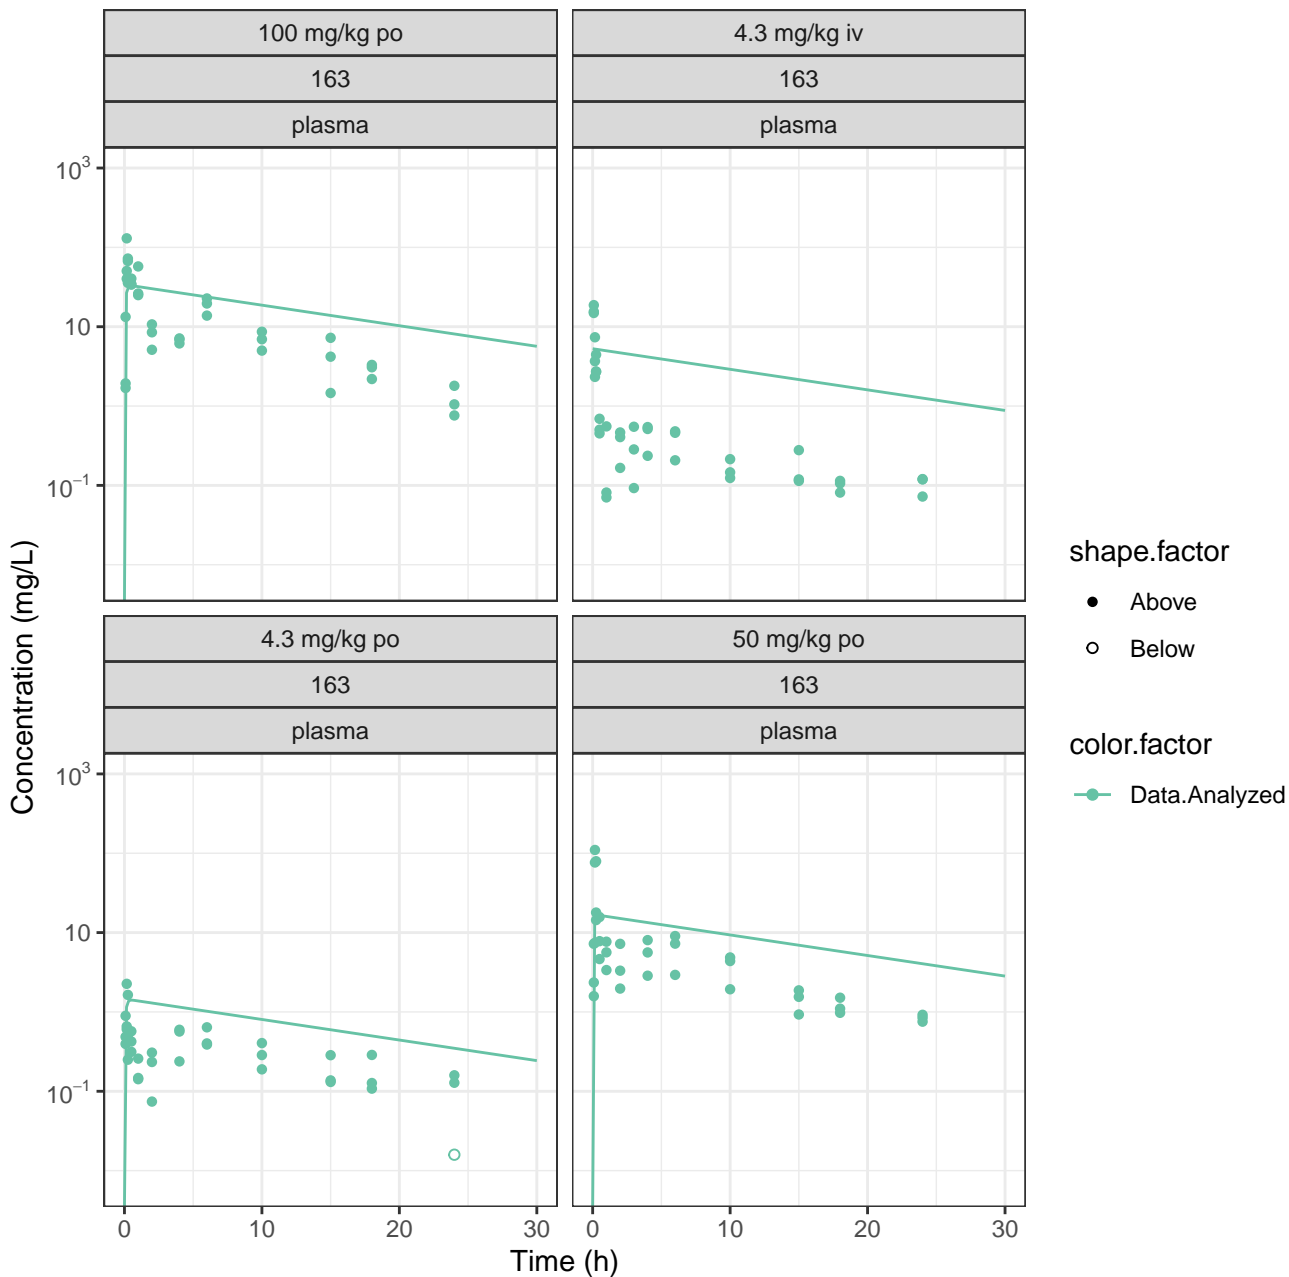 100 mg/kg po
163
plasma
4.3 mg/kg iv
163
plasma
10³
10
10⁻¹
4.3 mg/kg po
163
plasma
50 mg/kg po
163
plasma
10³
10
10⁻¹
0 10 20 30
0 10 20 30
Time (h)
Concentration (mg/L)
shape.factor
Above
Below
color.factor
Data.Analyzed